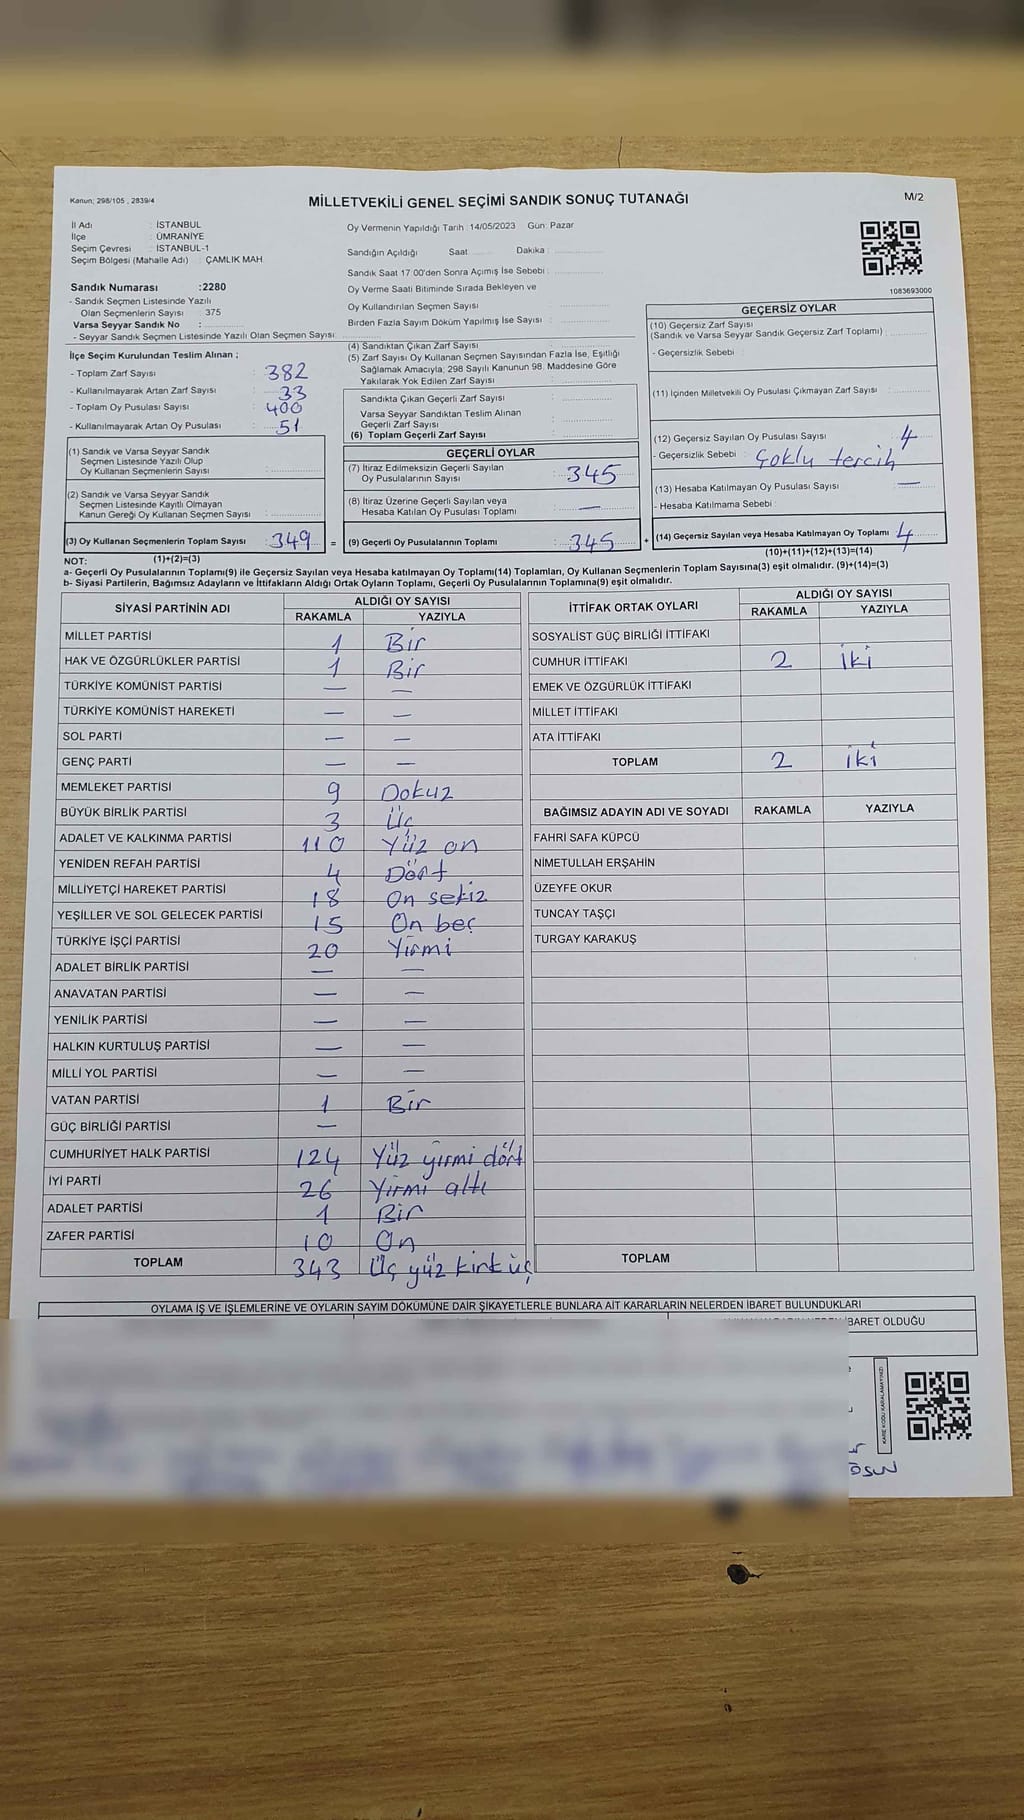 Kanun; 298/105 , 2839/4
MİLLETVEKİLİ GENEL SEÇİMİ SANDIK SONUÇ TUTANAĞI
M/2
İl Adı : İSTANBUL
İlçe : ÜMRANİYE
Seçim Çevresi : İSTANBUL-1
Seçim Bölgesi (Mahalle Adı) : ÇAMLIK MAH.
Oy Vermenin Yapıldığı Tarih :14/05/2023 Gün: Pazar
Sandığın Açıldığı Saat Dakika :
Sandık Saat 17 00'den Sonra Açımış İse Sebebi :
Oy Verme Saati Bitiminde Sırada Bekleyen ve
Oy Kullandırılan Seçmen Sayısı :
Birden Fazla Sayım Döküm Yapılmış İse Sayısı :
1083693000
Sandık Numarası :2280
- Sandık Seçmen Listesinde Yazılı
Olan Seçmenlerin Sayısı : 375
Varsa Seyyar Sandık No :
- Seyyar Sandık Seçmen Listesinde Yazılı Olan Seçmen Sayısı:
İlçe Seçim Kurulundan Teslim Alınan ;
- Toplam Zarf Sayısı : 382
- Kullanılmayarak Artan Zarf Sayısı : 33
- Toplam Oy Pusulası Sayısı : 400
- Kullanılmayarak Artan Oy Pusulası : 51
(1) Sandık ve Varsa Seyyar Sandık
Seçmen Listesinde Yazılı Olup
Oy Kullanan Seçmenlerin Sayısı :
(2) Sandık ve Varsa Seyyar Sandık
Seçmen Listesinde Kayıtlı Olmayan
Kanun Gereği Oy Kullanan Seçmen Sayısı :
(3) Oy Kullanan Seçmenlerin Toplam Sayısı : 349 =
(4) Sandıktan Çıkan Zarf Sayısı :
(5) Zarf Sayısı Oy Kullanan Seçmen Sayısından Fazla İse, Eşitliği
Sağlamak Amacıyla; 298 Sayılı Kanunun 98. Maddesine Göre
Yakılarak Yok Edilen Zarf Sayısı :
Sandıkta Çıkan Geçerli Zarf Sayısı :
Varsa Seyyar Sandıktan Teslim Alınan
Geçerli Zarf Sayısı :
(6) Toplam Geçerli Zarf Sayısı :
GEÇERLİ OYLAR
(7) İtiraz Edilmeksizin Geçerli Sayılan
Oy Pusulalarının Sayısı : 345
(8) İtiraz Üzerine Geçerli Sayılan veya
Hesaba Katılan Oy Pusulası Toplamı : —
(9) Geçerli Oy Pusulalarının Toplamı : 345 +
GEÇERSİZ OYLAR
(10) Geçersiz Zarf Sayısı
(Sandık ve Varsa Seyyar Sandık Geçersiz Zarf Toplamı) :
- Geçersizlik Sebebi :
(11) İçinden Milletvekili Oy Pusulası Çıkmayan Zarf Sayısı :
(12) Geçersiz Sayılan Oy Pusulası Sayısı : 4
- Geçersizlik Sebebi : Çoklu tercih
(13) Hesaba Katılmayan Oy Pusulası Sayısı : —
- Hesaba Katılmama Sebebi :
(14) Geçersiz Sayılan veya Hesaba Katılmayan Oy Toplamı : 4
NOT: (1)+(2)=(3) (10)+(11)+(12)+(13)=(14)
a- Geçerli Oy Pusulalarının Toplamı(9) ile Geçersiz Sayılan veya Hesaba katılmayan Oy Toplamı(14) Toplamları, Oy Kullanan Seçmenlerin Toplam Sayısına(3) eşit olmalıdır. (9)+(14)=(3)
b- Siyasi Partilerin, Bağımsız Adayların ve İttifakların Aldığı Ortak Oyların Toplamı, Geçerli Oy Pusulalarının Toplamına(9) eşit olmalıdır.
SİYASİ PARTİNİN ADI ALDIĞI OY SAYISI
RAKAMLA YAZIYLA
MİLLET PARTİSİ 1 Bir
HAK VE ÖZGÜRLÜKLER PARTİSİ 1 Bir
TÜRKİYE KOMÜNİST PARTİSİ — —
TÜRKİYE KOMÜNİST HAREKETİ — —
SOL PARTİ — —
GENÇ PARTİ — —
MEMLEKET PARTİSİ 9 Dokuz
BÜYÜK BİRLİK PARTİSİ 3 Üç
ADALET VE KALKINMA PARTİSİ 110 Yüz on
YENİDEN REFAH PARTİSİ 4 Dört
MİLLİYETÇİ HAREKET PARTİSİ 18 On sekiz
YEŞİLLER VE SOL GELECEK PARTİSİ 15 On beş
TÜRKİYE İŞÇİ PARTİSİ 20 Yirmi
ADALET BİRLİK PARTİSİ — —
ANAVATAN PARTİSİ — —
YENİLİK PARTİSİ — —
HALKIN KURTULUŞ PARTİSİ — —
MİLLİ YOL PARTİSİ — —
VATAN PARTİSİ 1 Bir
GÜÇ BİRLİĞİ PARTİSİ —
CUMHURİYET HALK PARTİSİ 124 Yüz yirmi dört
İYİ PARTİ 26 Yirmi altı
ADALET PARTİSİ 1 Bir
ZAFER PARTİSİ 10 On
TOPLAM 343 Üç yüz kırk üç
İTTİFAK ORTAK OYLARI ALDIĞI OY SAYISI
RAKAMLA YAZIYLA
SOSYALİST GÜÇ BİRLİĞİ İTTİFAKI
CUMHUR İTTİFAKI 2 İki
EMEK VE ÖZGÜRLÜK İTTİFAKI
MİLLET İTTİFAKI
ATA İTTİFAKI
TOPLAM 2 iki
BAĞIMSIZ ADAYIN ADI VE SOYADI RAKAMLA YAZIYLA
FAHRİ SAFA KÜPCÜ
NİMETULLAH ERŞAHİN
ÜZEYFE OKUR
TUNCAY TAŞÇI
TURGAY KARAKUŞ
TOPLAM
OYLAMA İŞ VE İŞLEMLERİNE VE OYLARIN SAYIM DÖKÜMÜNE DAİR ŞİKAYETLERLE BUNLARA AİT KARARLARIN NELERDEN İBARET BULUNDUKLARI
İBARET OLDUĞU
KARE KODU KARALAMAYINIZ!